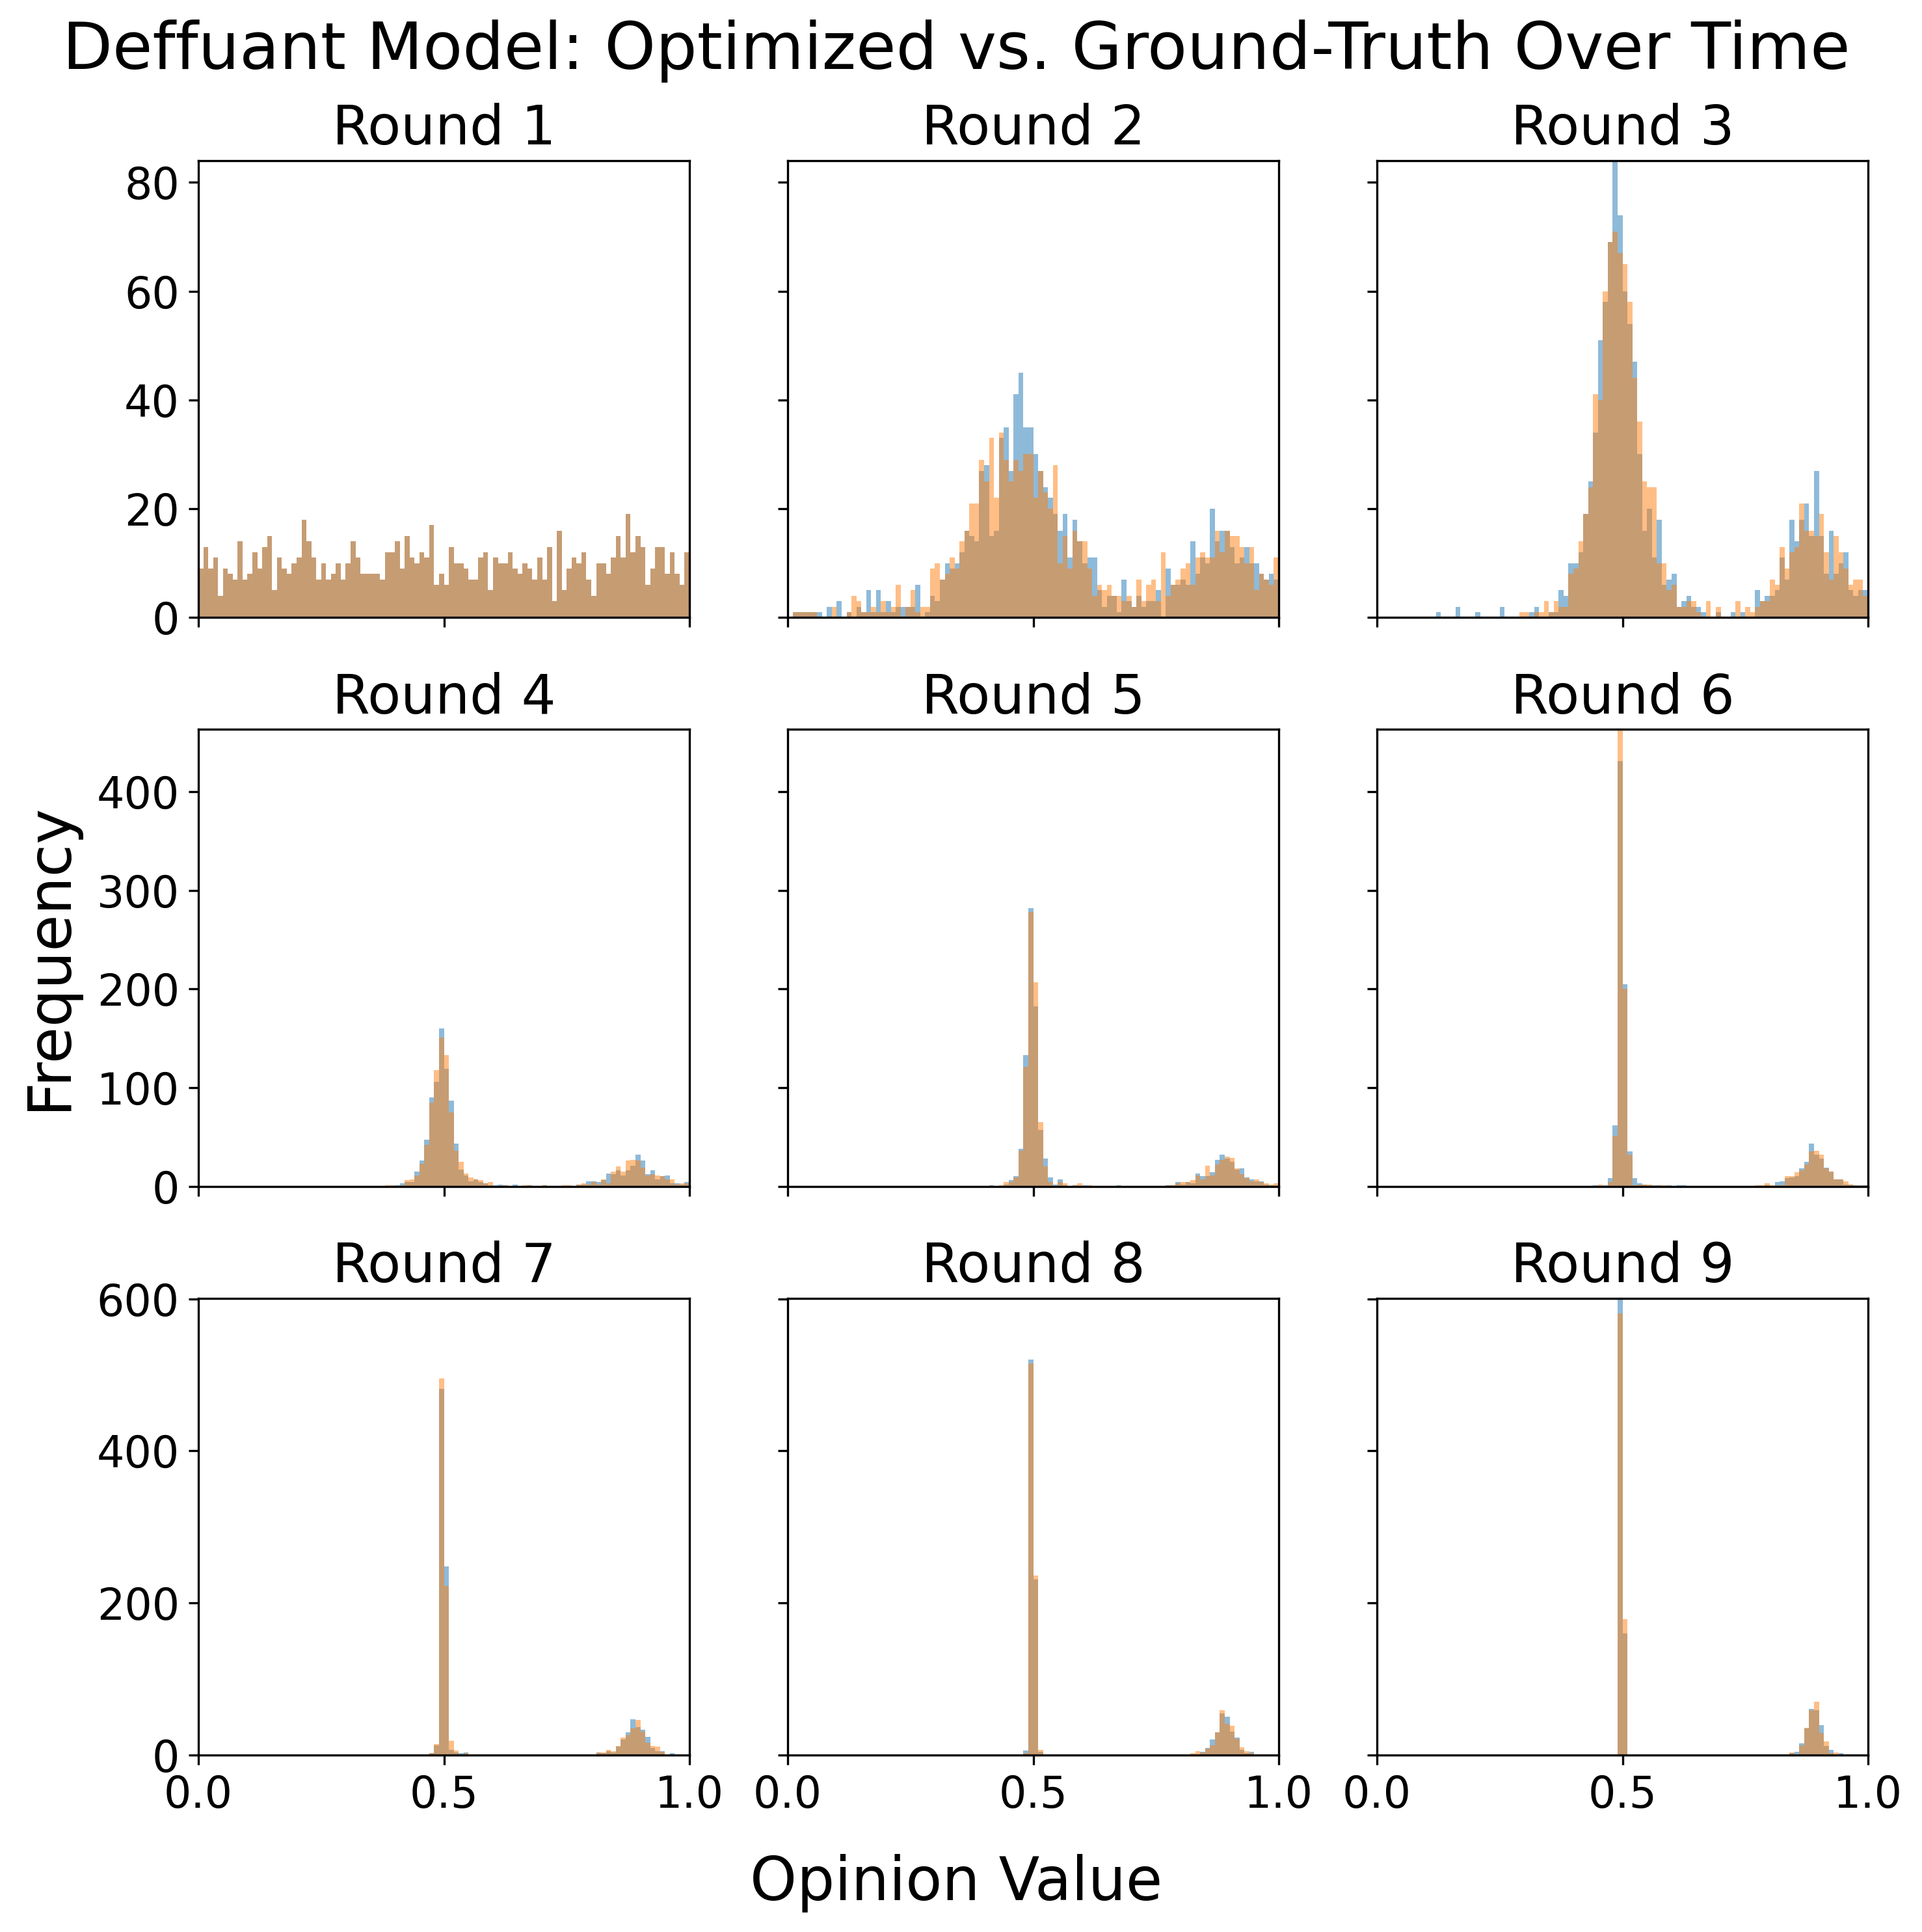 Deffuant Model: Optimized vs. Ground-Truth Over Time
Round 1
Round 2
Round 3
80
60
40
20
0
Round 4
Round 5
Round 6
400
300
200
100
0
Frequency
Round 7
Round 8
Round 9
600
400
200
0
0.0 0.5 1.0
0.0 0.5 1.0
0.0 0.5 1.0
Opinion Value